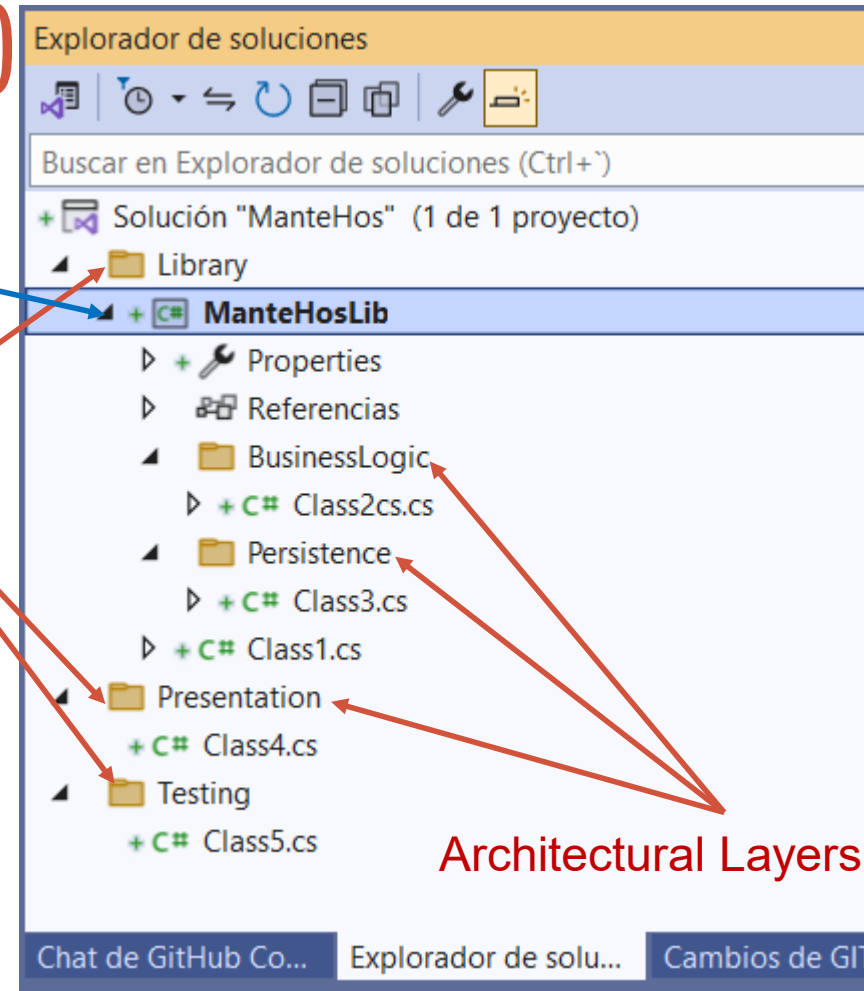 Explorador de soluciones
Buscar en Explorador de soluciones (Ctrl+`)
Solución "ManteHos" (1 de 1 proyecto)
Library
C# ManteHosLib
Properties
Referencias
BusinessLogic
C# Class2cs.cs
Persistence
C# Class3.cs
C# Class1.cs
Presentation
C# Class4.cs
Testing
C# Class5.cs
Architectural Layers
Chat de GitHub Co... Explorador de solu... Cambios de GIT